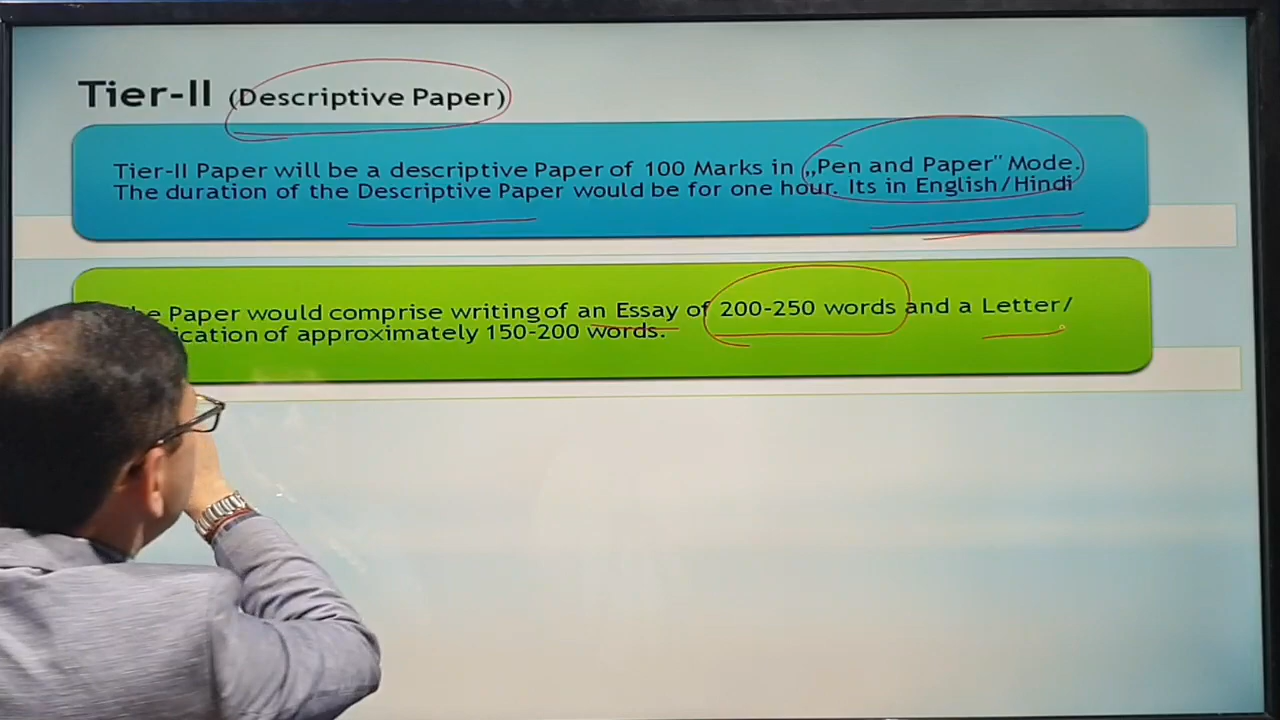 Tier-II (Descriptive Paper)
Tier-II Paper will be a descriptive Paper of 100 Marks in „Pen and Paper" Mode.
The duration of the Descriptive Paper would be for one hour. Its in English/Hindi
he Paper would comprise writing of an Essay of 200-250 words and a Letter/
ication of approximately 150-200 words.